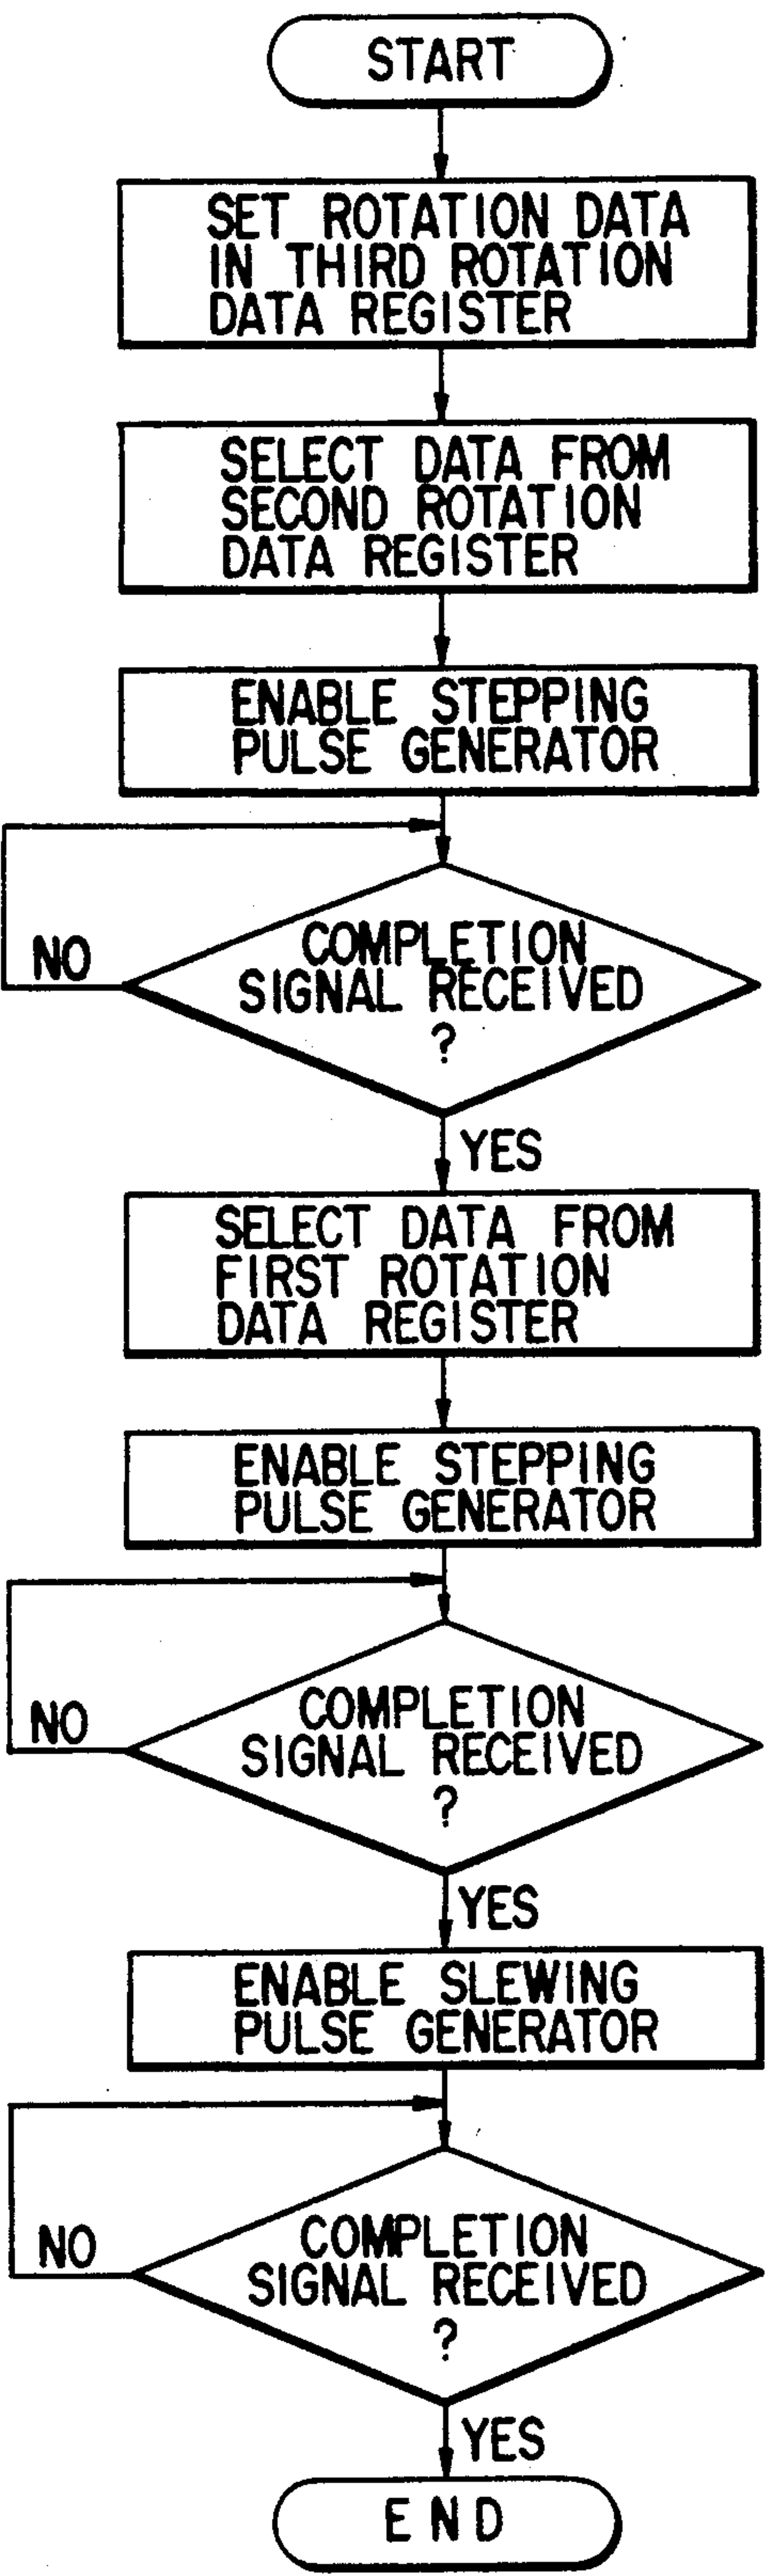 START
SET ROTATION DATA
IN THIRD ROTATION
DATA REGISTER
SELECT DATA FROM
SECOND ROTATION
DATA REGISTER
ENABLE STEPPING
PULSE GENERATOR
COMPLETION
SIGNAL RECEIVED
?
NO
YES
SELECT DATA FROM
FIRST ROTATION
DATA REGISTER
ENABLE STEPPING
PULSE GENERATOR
COMPLETION
SIGNAL RECEIVED
?
NO
YES
ENABLE SLEWING
PULSE GENERATOR
COMPLETION
SIGNAL RECEIVED
?
NO
YES
END